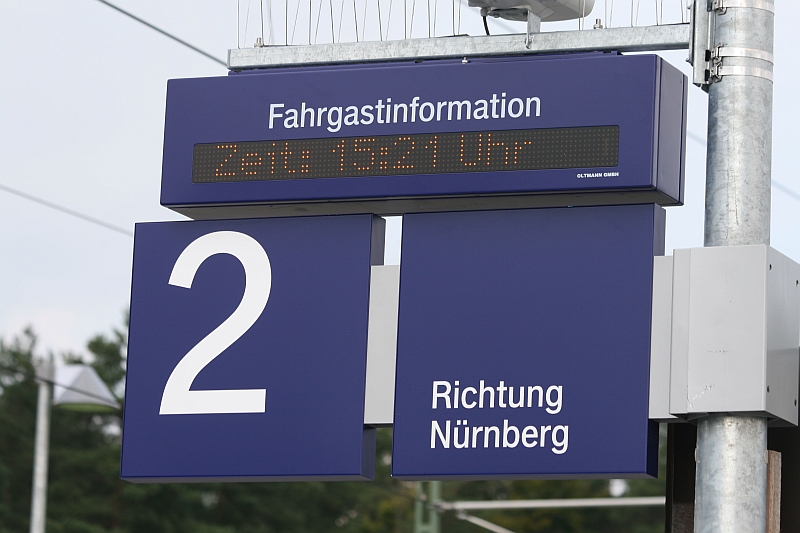 Fahrgastinformation
Zeit: 15:21 Uhr
OLTMANN GMBH
2
Richtung
Nürnberg